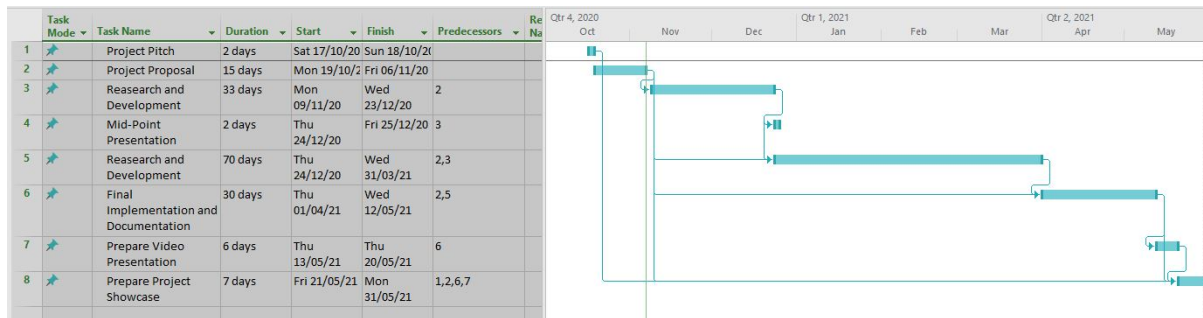 Task Mode Task Name Duration Start Finish Predecessors Re Na
Qtr 4, 2020 Qtr 1, 2021 Qtr 2, 2021
Oct Nov Dec Jan Feb Mar Apr May
1 Project Pitch 2 days Sat 17/10/20 Sun 18/10/20
2 Project Proposal 15 days Mon 19/10/2 Fri 06/11/20
3 Reasearch and Development 33 days Mon 09/11/20 Wed 23/12/20 2
4 Mid-Point Presentation 2 days Thu 24/12/20 Fri 25/12/20 3
5 Reasearch and Development 70 days Thu 24/12/20 Wed 31/03/21 2,3
6 Final Implementation and Documentation 30 days Thu 01/04/21 Wed 12/05/21 2,5
7 Prepare Video Presentation 6 days Thu 13/05/21 Thu 20/05/21 6
8 Prepare Project Showcase 7 days Fri 21/05/21 Mon 31/05/21 1,2,6,7